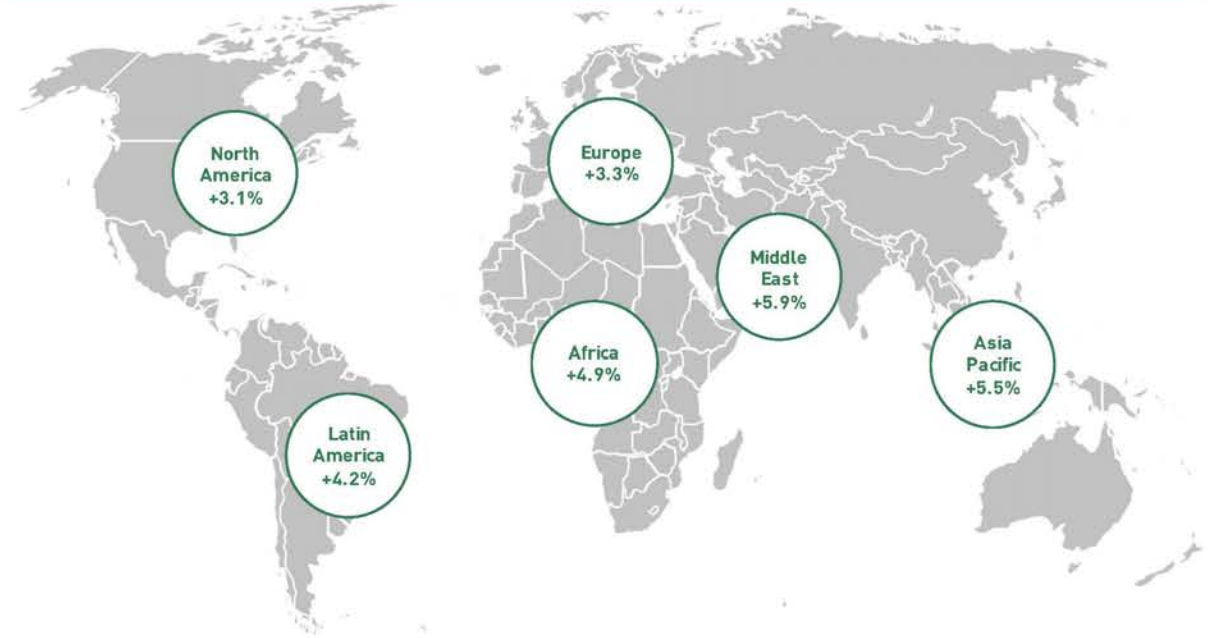 North
America
+3.1%
Europe
+3.3%
Middle
East
+5.9%
Africa
+4.9%
Asia
Pacific
+5.5%
Latin
America
+4.2%